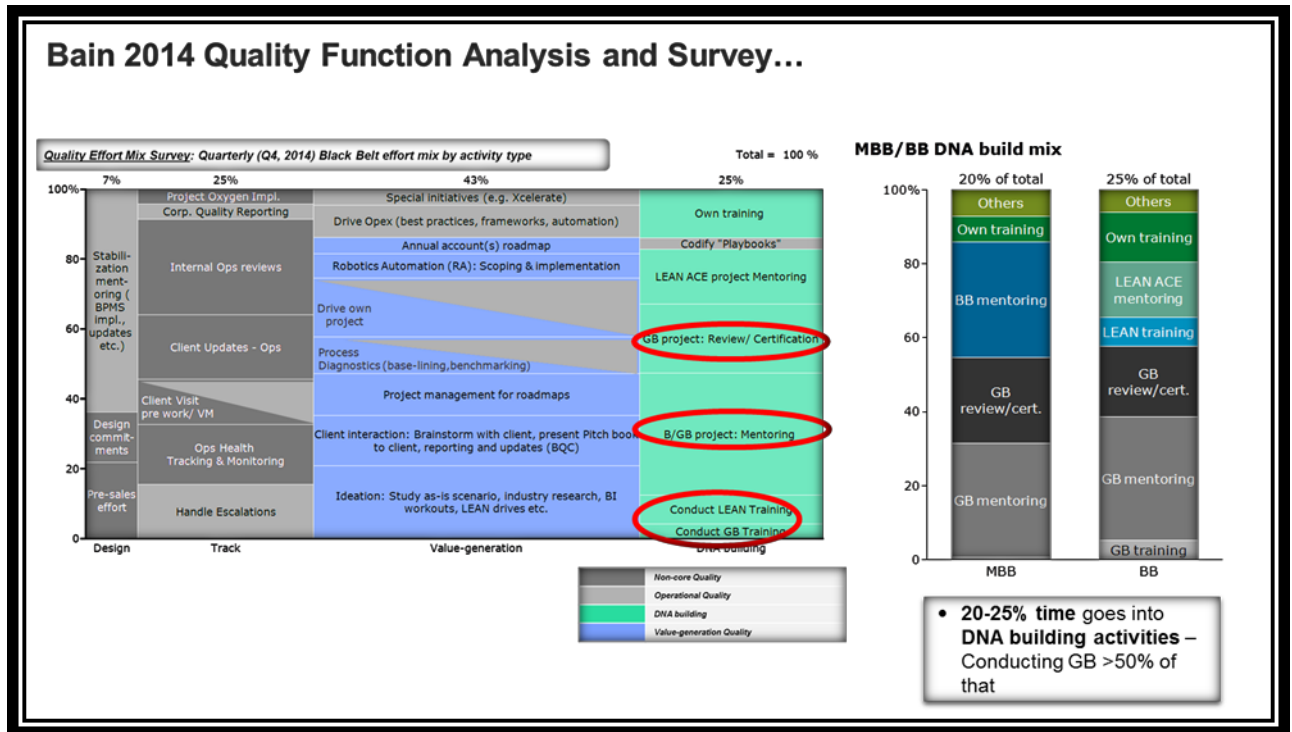 Bain 2014 Quality Function Analysis and Survey…
Quality Effort Mix Survey: Quarterly (Q4, 2014) Black Belt effort mix by activity type
Total = 100 %
7%
25%
43%
25%
100%
80
60
40
20
0
Stabili-
zation
ment-
oring (
BPMS
impl.,
updates
etc.)
Design
commit-
ments
Pre-sales
effort
Design
Project Oxygen Impl.
Corp. Quality Reporting
Internal Ops reviews
Client Updates - Ops
Client Visit
pre work/ VM
Ops Health
Tracking & Monitoring
Handle Escalations
Track
Special initiatives (e.g. Xcelerate)
Drive Opex (best practices, frameworks, automation)
Annual account(s) roadmap
Robotics Automation (RA): Scoping & implementation
Drive own
project
Process
Diagnostics (base-lining,benchmarking)
Project management for roadmaps
Client interaction: Brainstorm with client, present Pitch book
to client, reporting and updates (BQC)
Ideation: Study as-is scenario, industry research, BI
workouts, LEAN drives etc.
Value-generation
Own training
Codify "Playbooks"
LEAN ACE project Mentoring
GB project: Review/ Certification
B/GB project: Mentoring
Conduct LEAN Training
Conduct GB Training
DNA building
Non-core Quality
Operational Quality
DNA building
Value-generation Quality
MBB/BB DNA build mix
20% of total
25% of total
100%
80
60
40
20
0
Others
Own training
BB mentoring
GB
review/cert.
GB mentoring
MBB
Others
Own training
LEAN ACE
mentoring
LEAN training
GB
review/cert.
GB mentoring
GB training
BB
• 20-25% time goes into
DNA building activities –
Conducting GB >50% of
that